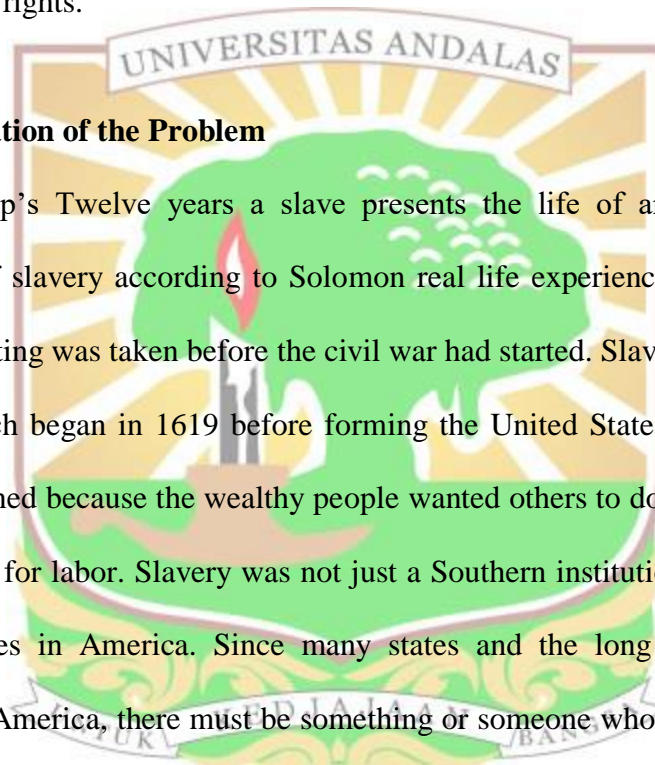 rights.
UNIVERSITAS ANDALAS
tion of the Problem
p's Twelve years a slave presents the life of a
slavery according to Solomon real life experienc
ting was taken before the civil war had started. Slav
h began in 1619 before forming the United State
ned because the wealthy people wanted others to do
for labor. Slavery was not just a Southern instituti
es in America. Since many states and the long
America, there must be something or someone who
UNTUK KEDJAJAAN BANGSA